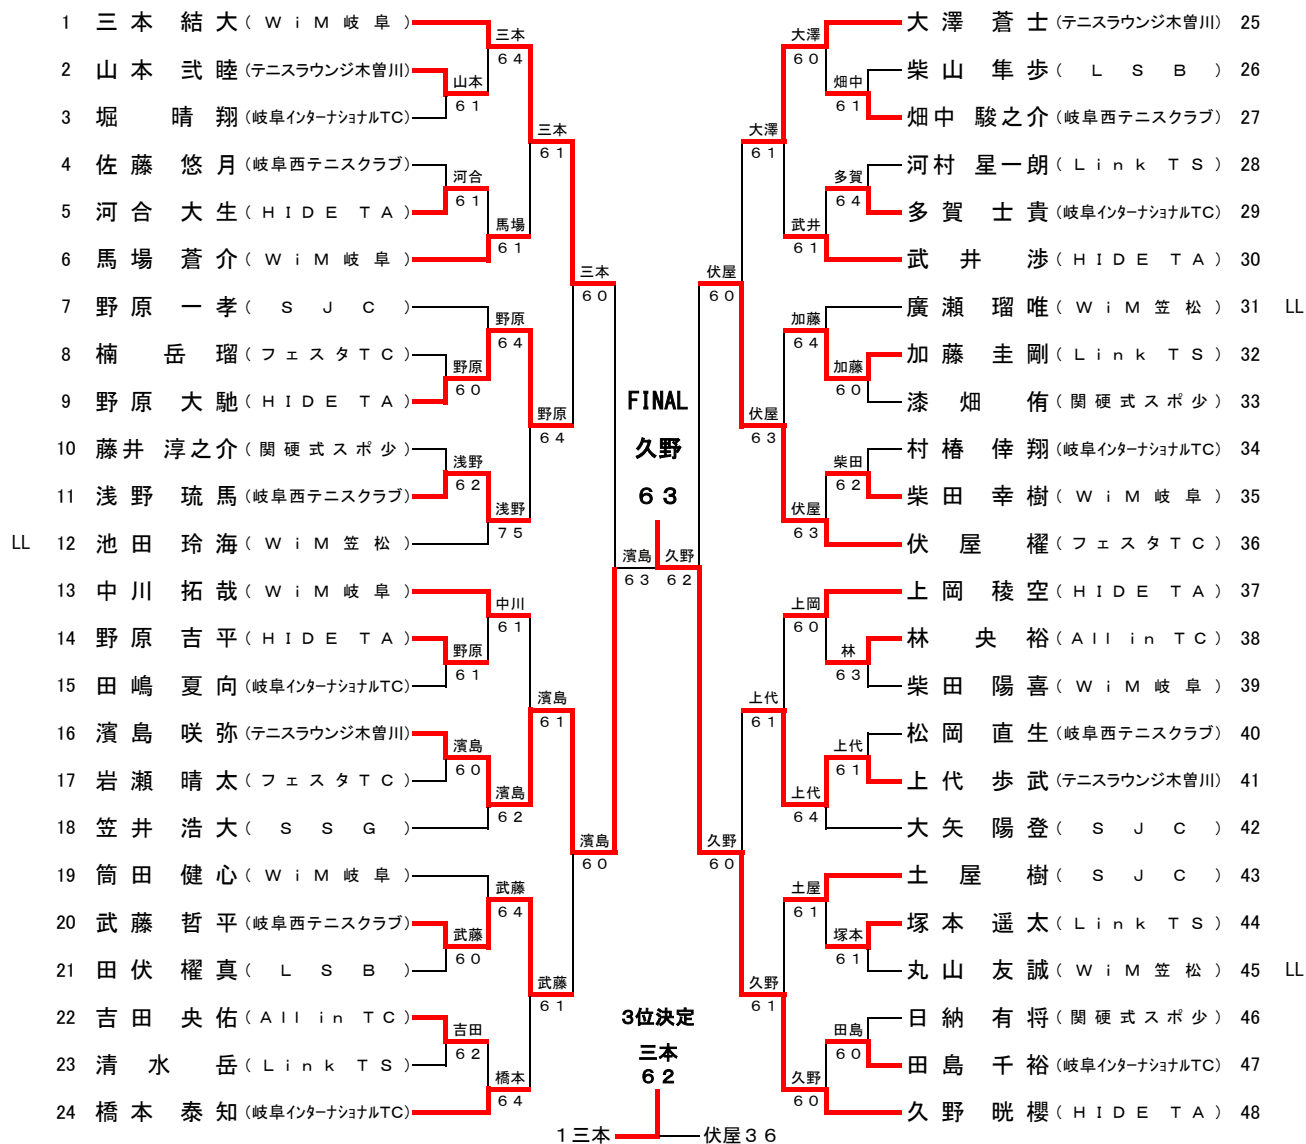 1 三本 結大 (WiM岐阜)
2 山本 弐睦 (テニスラウンジ木曽川)
3 堀 晴翔 (岐阜インターナショナルTC)
4 佐藤 悠月 (岐阜西テニスクラブ)
5 河合 大生 (HIDE TA)
6 馬場 蒼介 (WiM岐阜)
7 野原 一孝 (SJC)
8 楠 岳瑠 (フェスタTC)
9 野原 大馳 (HIDE TA)
10 藤井 淳之介 (関硬式スポ少)
11 浅野 琉馬 (岐阜西テニスクラブ)
LL 12 池田 玲海 (WiM笠松)
13 中川 拓哉 (WiM岐阜)
14 野原 吉平 (HIDE TA)
15 田嶋 夏向 (岐阜インターナショナルTC)
16 濱島 咲弥 (テニスラウンジ木曽川)
17 岩瀬 晴太 (フェスタTC)
18 笠井 浩大 (SSG)
19 筒田 健心 (WiM岐阜)
20 武藤 哲平 (岐阜西テニスクラブ)
21 田伏 櫂真 (LSB)
22 吉田 央佑 (All in TC)
23 清水 岳 (Link TS)
24 橋本 泰知 (岐阜インターナショナルTC)
山本
61
河合
61
野原
60
浅野
62
野原
61
濱島
60
武藤
60
吉田
62
三本
64
馬場
61
野原
64
浅野
75
中川
61
濱島
62
武藤
64
橋本
64
三本
61
野原
64
濱島
61
武藤
61
三本
60
濱島
60
濱島
63
FINAL
久野
63
久野
62
3位決定
三本
62
1三本
伏屋36
伏屋
60
久野
60
大澤
61
伏屋
63
上代
61
久野
61
大澤
60
武井
61
加藤
64
伏屋
63
上岡
60
上代
64
土屋
61
久野
60
畑中
61
多賀
64
加藤
60
柴田
62
林
63
上代
61
塚本
61
田島
60
大澤 蒼士 (テニスラウンジ木曽川) 25
柴山 隼歩 (LSB) 26
畑中 駿之介 (岐阜西テニスクラブ) 27
河村 星一朗 (Link TS) 28
多賀 士貴 (岐阜インターナショナルTC) 29
武井 渉 (HIDE TA) 30
廣瀬 瑠唯 (WiM笠松) 31 LL
加藤 圭剛 (Link TS) 32
漆畑 侑 (関硬式スポ少) 33
村椿 倖翔 (岐阜インターナショナルTC) 34
柴田 幸樹 (WiM岐阜) 35
伏屋 櫂 (フェスタTC) 36
上岡 稜空 (HIDE TA) 37
林 央裕 (All in TC) 38
柴田 陽喜 (WiM岐阜) 39
松岡 直生 (岐阜西テニスクラブ) 40
上代 歩武 (テニスラウンジ木曽川) 41
大矢 陽登 (SJC) 42
土屋 樹 (SJC) 43
塚本 遥太 (Link TS) 44
丸山 友誠 (WiM笠松) 45 LL
日納 有将 (関硬式スポ少) 46
田島 千裕 (岐阜インターナショナルTC) 47
久野 晄櫻 (HIDE TA) 48